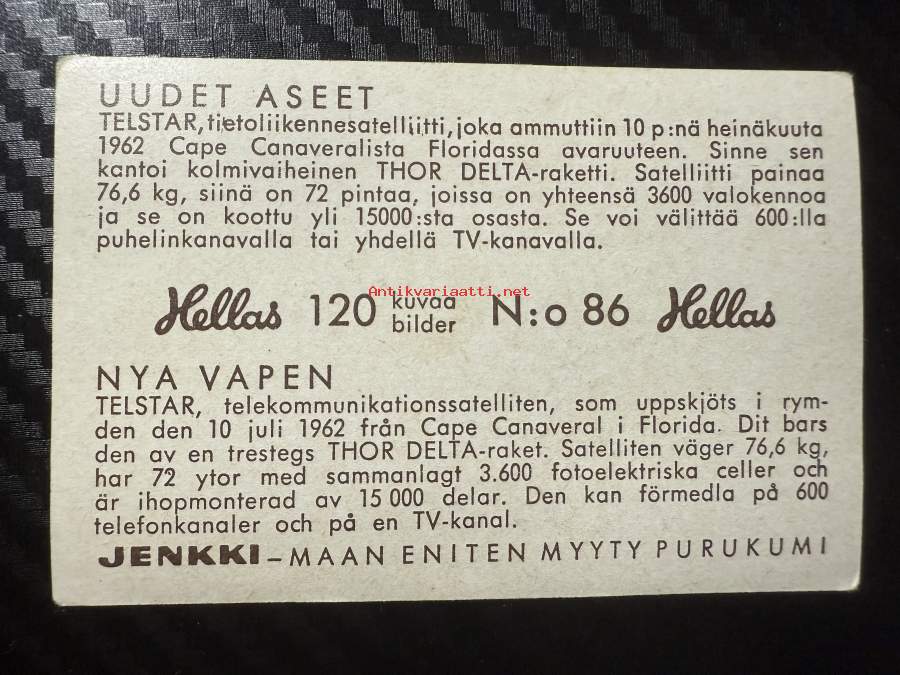 UUDET ASEET
TELSTAR, tietoliikennesatelliitti, joka ammuttiin 10 p:nä heinäkuuta
1962 Cape Canaveralista Floridassa avaruuteen. Sinne sen
kantoi kolmivaiheinen THOR DELTA-raketti. Satelliitti painaa
76,6 kg, siinä on 72 pintaa, joissa on yhteensä 3600 valokennoa
ja se on koottu yli 15000:sta osasta. Se voi välittää 600:lla
puhelinkanavalla tai yhdellä TV-kanavalla.
Antikvariaatti.net
Hellas 120 kuvaa bilder N:o 86 Hellas
NYA VAPEN
TELSTAR, telekommunikationssatelliten, som uppskjöts i rym-
den den 10 juli 1962 från Cape Canaveral i Florida. Dit bars
den av en trestegs THOR DELTA-raket. Satelliten väger 76,6 kg,
har 72 ytor med sammanlagt 3.600 fotoelektriska celler och
är ihopmonterad av 15 000 delar. Den kan förmedla på 600
telefonkanaler och på en TV-kanal.
JENKKI – MAAN ENITEN MYYTY PURUKUMI